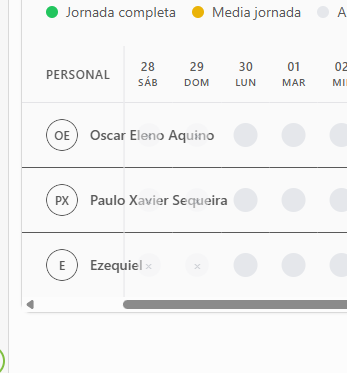 Jornada completa Media jornada A
PERSONAL 28 29 30 01 02
SÁB DOM LUN MAR MI
OE Oscar Eleno Aquino
PX Paulo Xavier Sequeira
E Ezequiel × ×